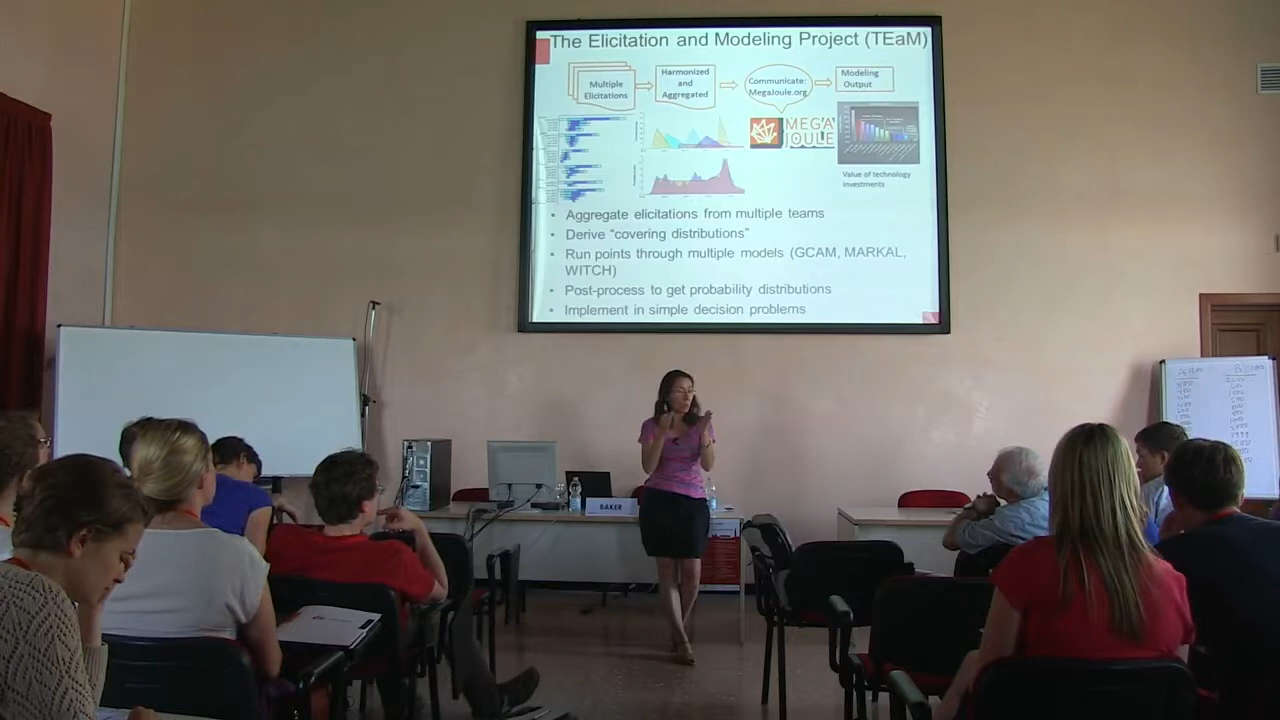 The Elicitation and Modeling Project (TEaM)
Multiple
Elicitations
Harmonized
and
Aggregated
Communicate:
MegaJoule.org
Modeling
Output
MEGA
JOULE
Value of technology
investments
• Aggregate elicitations from multiple teams
• Derive “covering distributions”
• Run points through multiple models (GCAM, MARKAL,
WITCH)
• Post-process to get probability distributions
• Implement in simple decision problems
BAKER